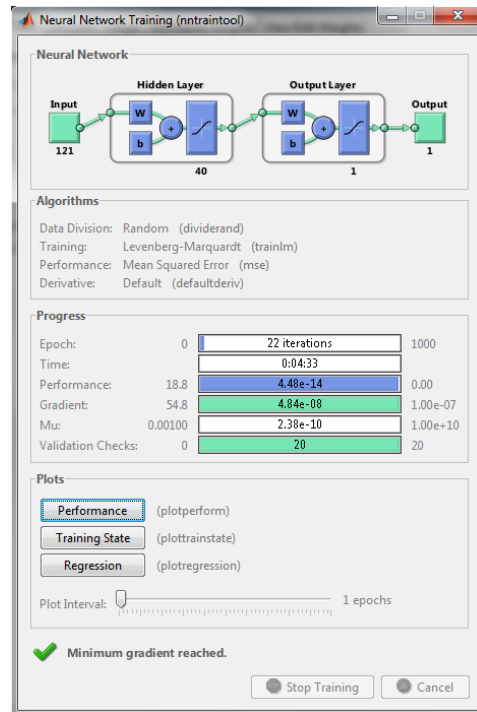 Neural Network Training (nntraintool)
Neural Network
Hidden Layer Output Layer
Input W b + W b + Output
121 40 1 1
Algorithms
Data Division: Random (dividerand)
Training: Levenberg-Marquardt (trainlm)
Performance: Mean Squared Error (mse)
Derivative: Default (defaultderiv)
Progress
Epoch: 0 22 iterations 1000
Time: 0:04:33
Performance: 18.8 4.48e-14 0.00
Gradient: 54.8 4.84e-08 1.00e-07
Mu: 0.00100 2.38e-10 1.00e+10
Validation Checks: 0 20 20
Plots
Performance (plotperform)
Training State (plottrainstate)
Regression (plotregression)
Plot Interval: 1 epochs
Minimum gradient reached.
Stop Training Cancel